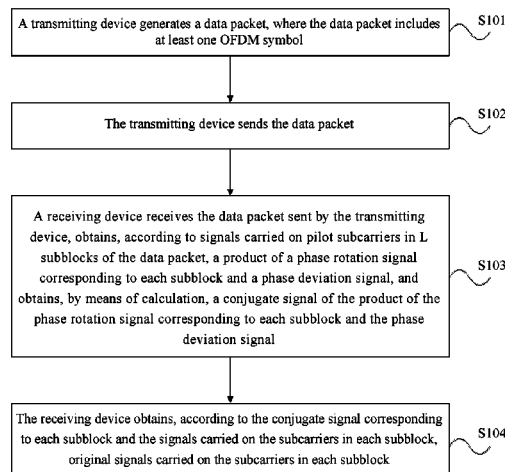 A transmitting device generates a data packet, where the data packet includes
at least one OFDM symbol
S101
The transmitting device sends the data packet
S102
A receiving device receives the data packet sent by the transmitting
device, obtains, according to signals carried on pilot subcarriers in L
subblocks of the data packet, a product of a phase rotation signal
corresponding to each subblock and a phase deviation signal, and
obtains, by means of calculation, a conjugate signal of the product of the
phase rotation signal corresponding to each subblock and the phase
deviation signal
S103
The receiving device obtains, according to the conjugate signal corresponding
to each subblock and the signals carried on the subcarriers in each subblock,
original signals carried on the subcarriers in each subblock
S104